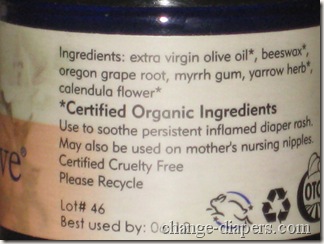 Ingredients: extra virgin olive oil*, beeswax*,
oregon grape root, myrrh gum, yarrow herb*,
calendula flower*
*Certified Organic Ingredients
Use to soothe persistent inflamed diaper rash.
May also be used on mother's nursing nipples.
Certified Cruelty Free
Please Recycle
Lot# 46
Best used by:
change-diapers.com